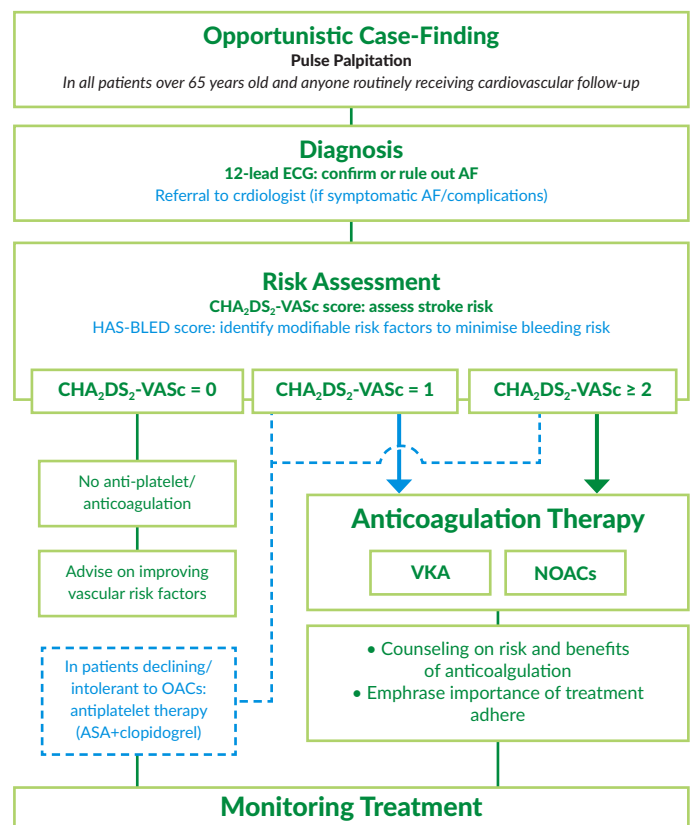 Opportunistic Case-Finding
Pulse Palpitation
In all patients over 65 years old and anyone routinely receiving cardiovascular follow-up
Diagnosis
12-lead ECG: confirm or rule out AF
Referral to crdiologist (if symptomatic AF/complications)
Risk Assessment
CHA₂DS₂-VASc score: assess stroke risk
HAS-BLED score: identify modifiable risk factors to minimise bleeding risk
CHA₂DS₂-VASc = 0
CHA₂DS₂-VASc = 1
CHA₂DS₂-VASc ≥ 2
No anti-platelet/
anticoagulation
Advise on improving
vascular risk factors
In patients declining/
intolerant to OACs:
antiplatelet therapy
(ASA+clopidogrel)
Anticoagulation Therapy
VKA
NOACs
• Counseling on risk and benefits
of anticoalgulation
• Emphrase importance of treatment
adhere
Monitoring Treatment